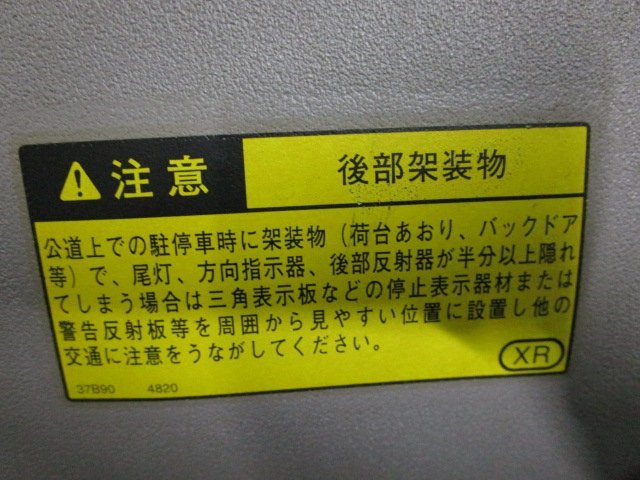 注意
後部架装物
公道上での駐停車時に架装物（荷台あおり、バックドア
等）で、尾灯、方向指示器、後部反射器が半分以上隠れ
てしまう場合は三角表示板などの停止表示器材または
警告反射板等を周囲から見やすい位置に設置し他の
交通に注意をうながしてください。
XR
37B90 4820